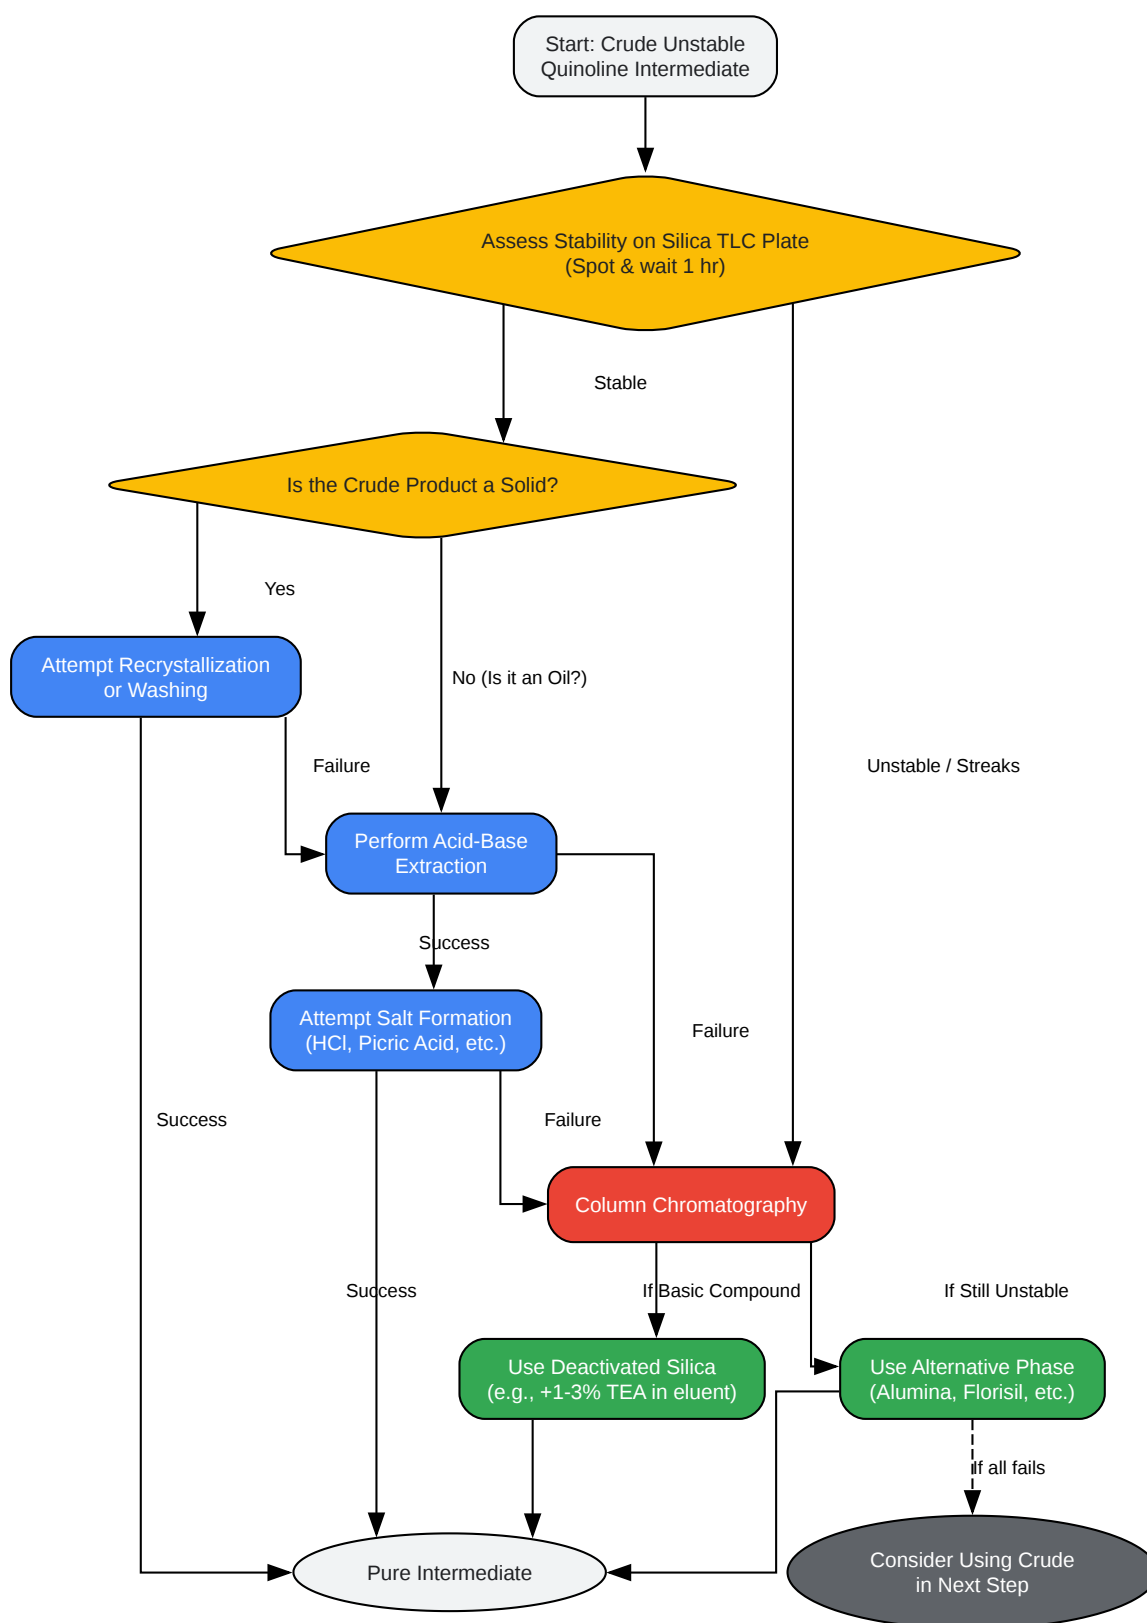 Start: Crude Unstable
Quinoline Intermediate
Assess Stability on Silica TLC Plate
(Spot & wait 1 hr)
Stable
Is the Crude Product a Solid?
Yes
Attempt Recrystallization
or Washing
No (Is it an Oil?)
Failure
Unstable / Streaks
Perform Acid-Base
Extraction
Success
Attempt Salt Formation
(HCl, Picric Acid, etc.)
Failure
Success
Failure
Column Chromatography
Success
If Basic Compound
If Still Unstable
Use Deactivated Silica
(e.g., +1-3% TEA in eluent)
Use Alternative Phase
(Alumina, Florisil, etc.)
If all fails
Pure Intermediate
Consider Using Crude
in Next Step